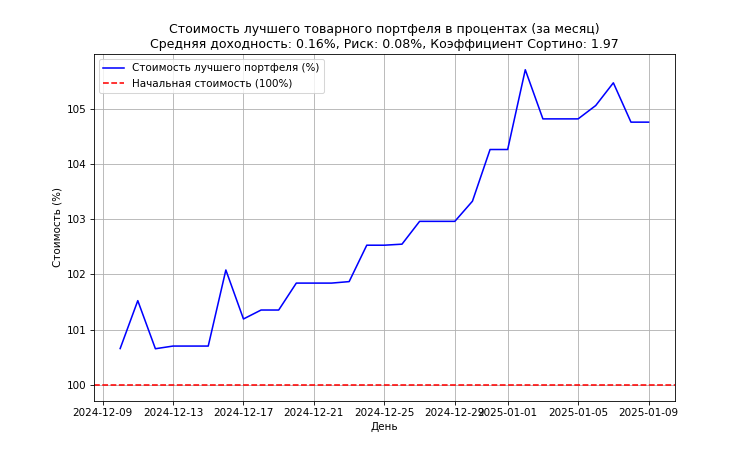 Стоимость лучшего товарного портфеля в процентах (за месяц)
Средняя доходность: 0.16%, Риск: 0.08%, Коэффициент Сортино: 1.97
Стоимость лучшего портфеля (%)
Начальная стоимость (100%)
Стоимость (%)
105
104
103
102
101
100
2024-12-09 2024-12-13 2024-12-17 2024-12-21 2024-12-25 2024-12-29 2025-01-01 2025-01-05 2025-01-09
День